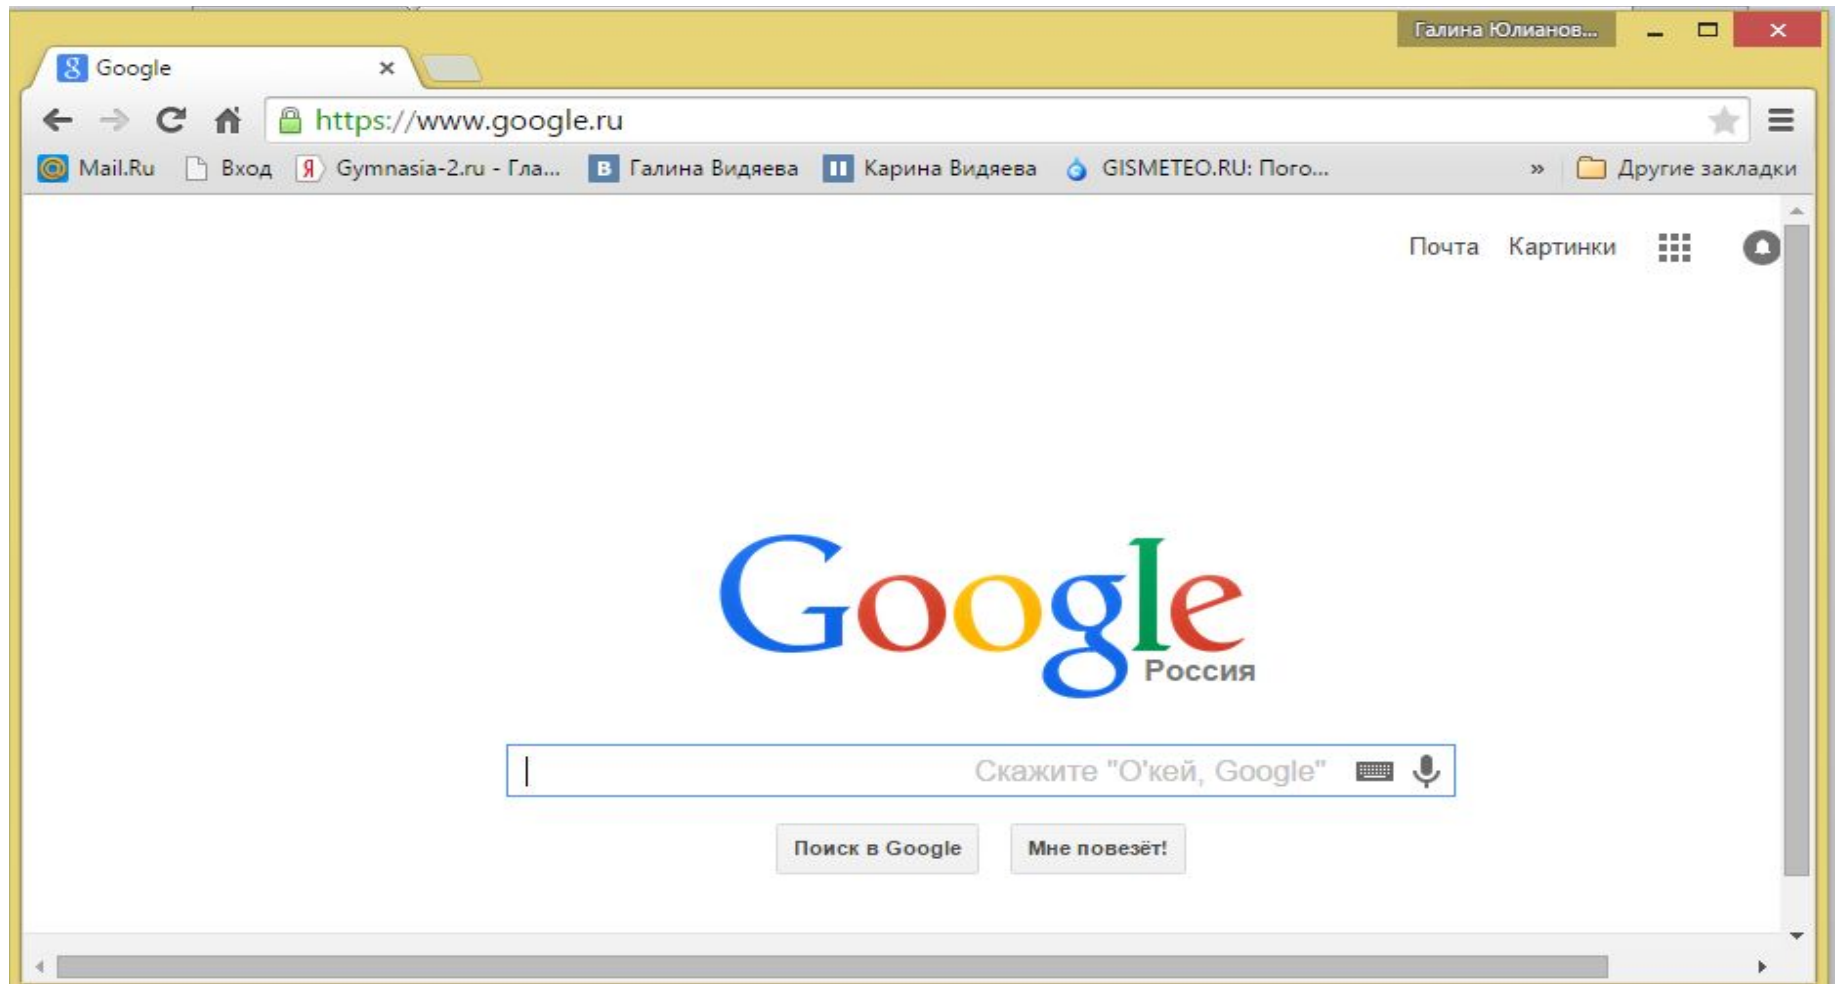 Галина Юлианов...
Google
https://www.google.ru
Mail.Ru Вход Gymnasia-2.ru - Гла... Галина Видяева Карина Видяева GISMETEO.RU: Пого... » Другие закладки
Почта Картинки
Google
Россия
Скажите "О'кей, Google"
Поиск в Google Мне повезёт!